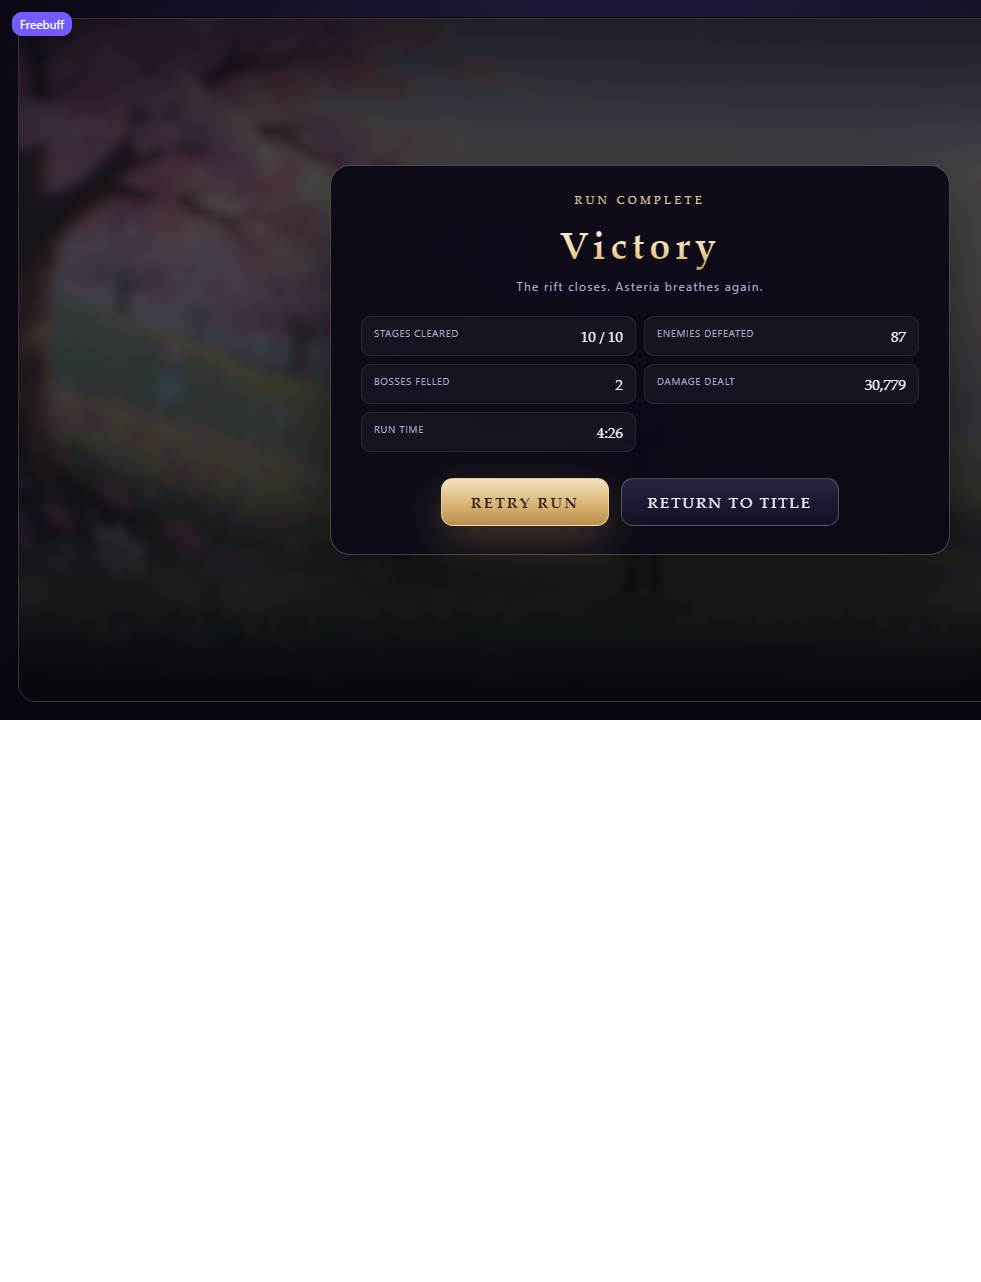 Freebuff
RUN COMPLETE
Victory
The rift closes. Asteria breathes again.
STAGES CLEARED 10 / 10
ENEMIES DEFEATED 87
BOSSES FELLED 2
DAMAGE DEALT 30,779
RUN TIME 4:26
RETRY RUN
RETURN TO TITLE